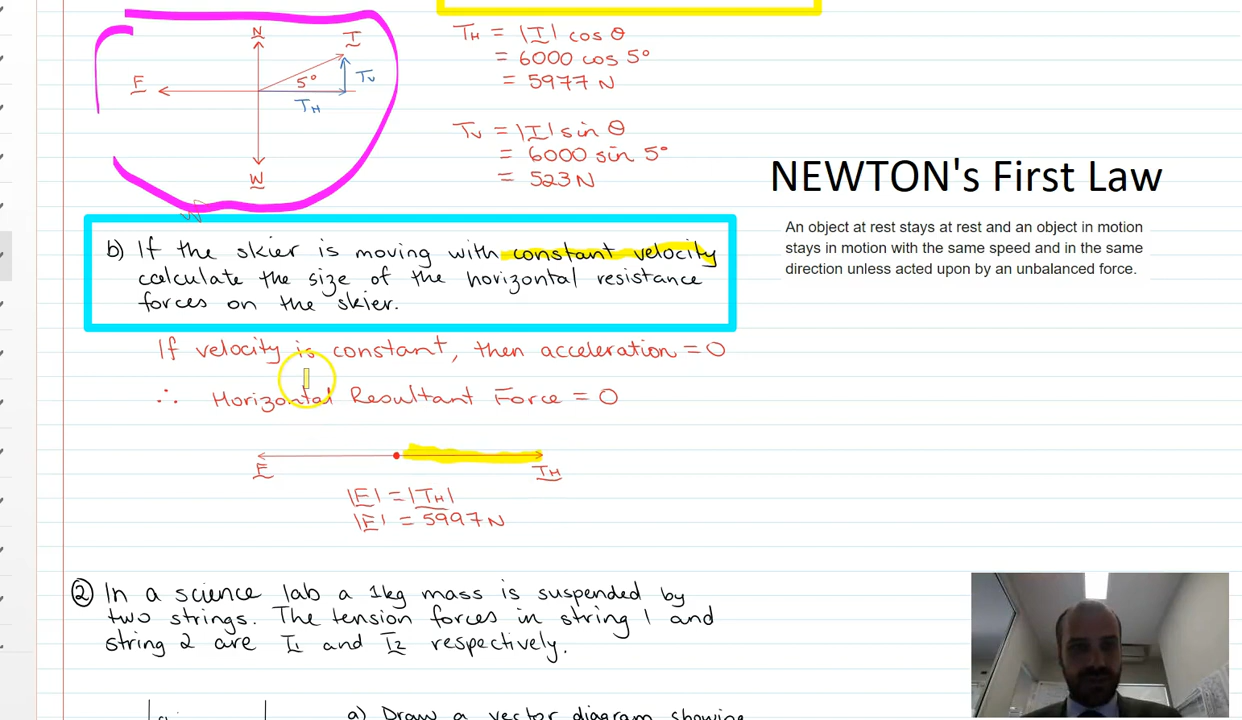 N
T
5°
Tv
F
TH
W
TH = |T| cos θ
= 6000 cos 5°
= 5977 N
Tv = |T| sin θ
= 6000 sin 5°
= 523 N
NEWTON's First Law
An object at rest stays at rest and an object in motion
stays in motion with the same speed and in the same
direction unless acted upon by an unbalanced force.
b) If the skier is moving with constant velocity
calculate the size of the horizontal resistance
forces on the skier.
If velocity is constant, then acceleration = 0
∴ Horizontal Resultant Force = 0
F
TH
|F| = |TH|
|F| = 5997 N
② In a science lab a 1kg mass is suspended by
two strings. The tension forces in string 1 and
string 2 are T1 and T2 respectively.
a) Draw a vector diagram showing